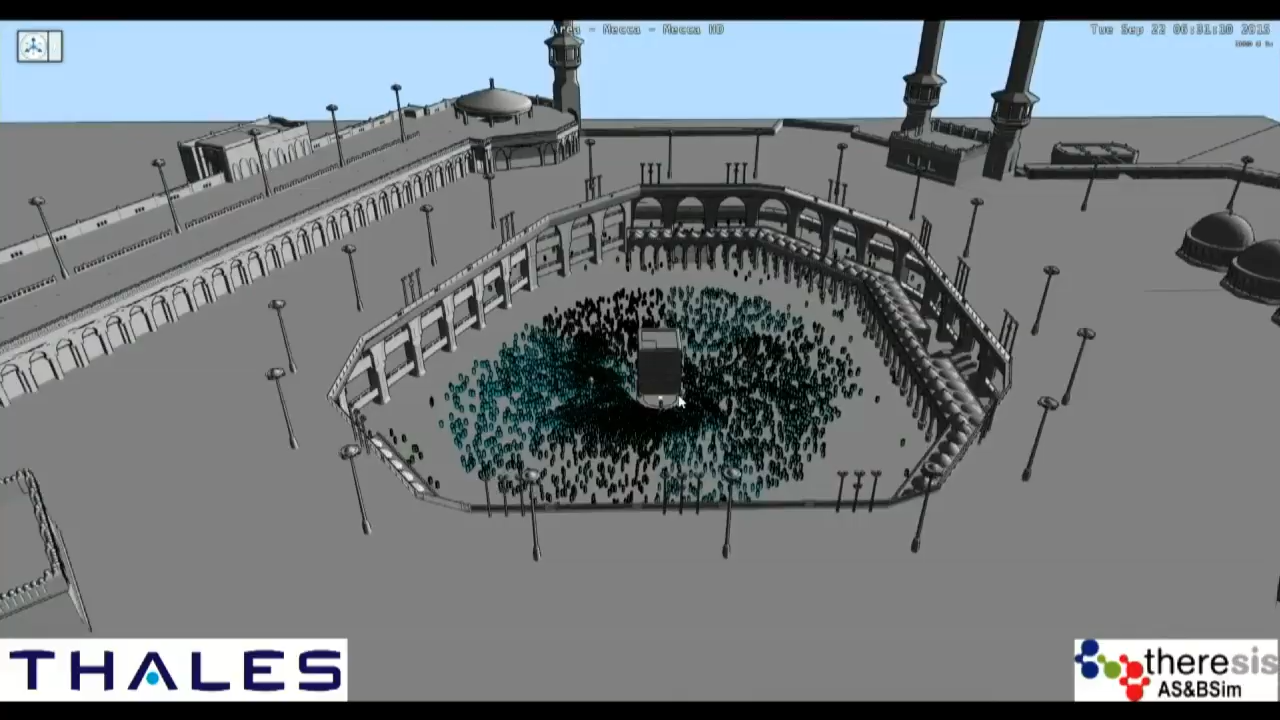 Area - Mecca - Mecca HD
Tue Sep 22 06:31:10 2015
THALES
theresis
AS&BSim